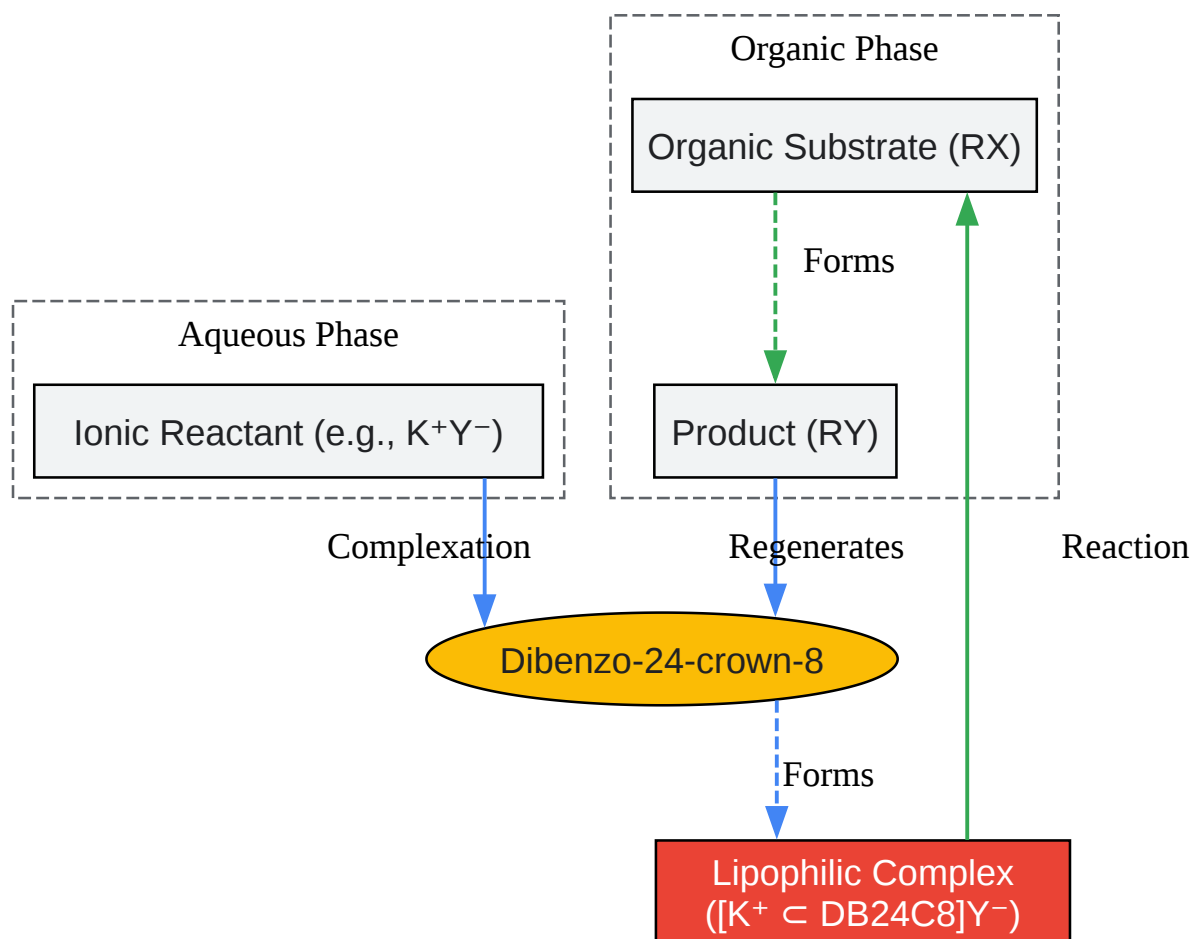 Organic Phase
Organic Substrate (RX)
Forms
Aqueous Phase
Ionic Reactant (e.g., K⁺Y⁻)
Product (RY)
Complexation
Regenerates
Reaction
Dibenzo-24-crown-8
Forms
Lipophilic Complex
([K⁺ ⊂ DB24C8]Y⁻)